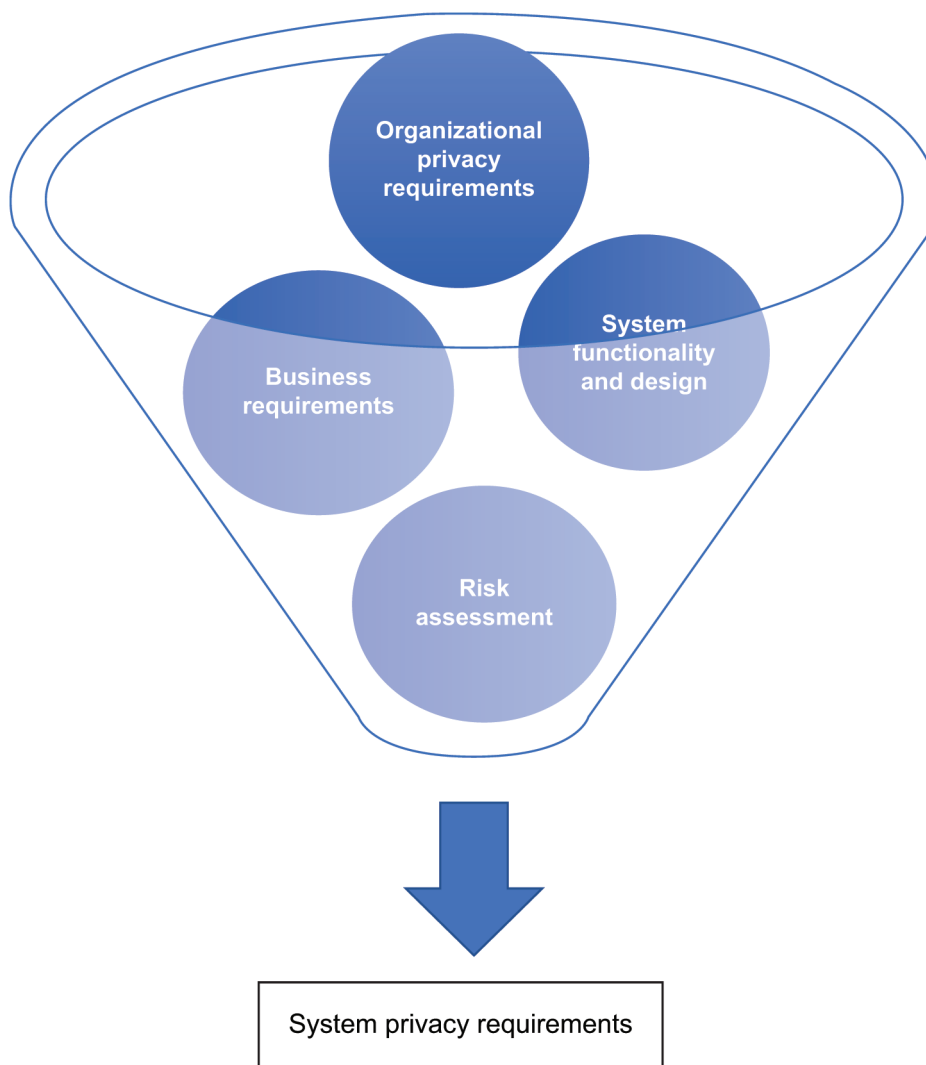 Organizational
privacy
requirements
System
functionality
and design
Business
requirements
Risk
assessment
System privacy requirements